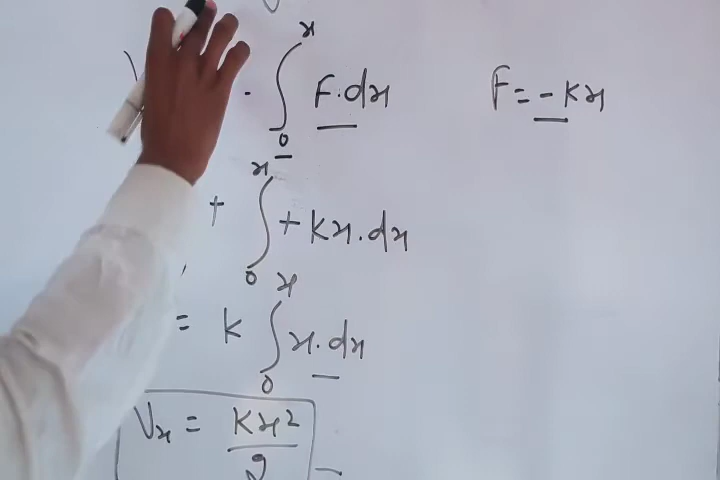 - ∫₀ˣ F·dx F = -kx
+ ∫₀ˣ + kx·dx
= k ∫₀ˣ x·dx
Vₓ = kx²/2